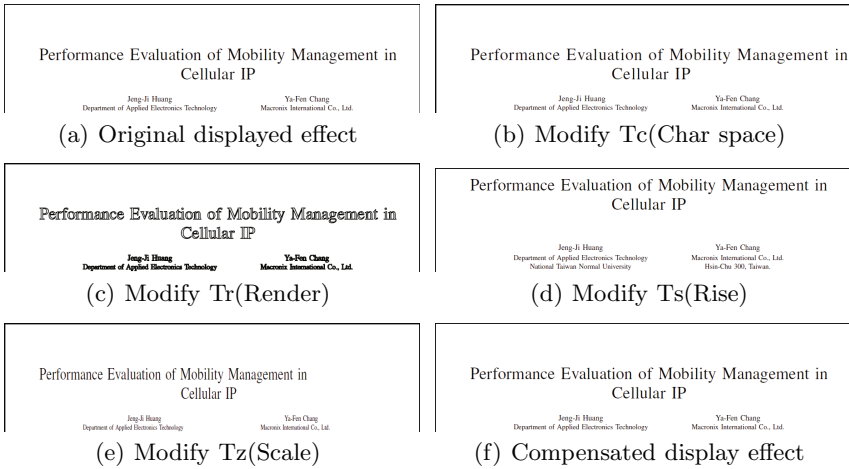 Performance Evaluation of Mobility Management in
Cellular IP
Jeng-Ji Huang Ya-Fen Chang
Department of Applied Electronics Technology Macronix International Co., Ltd.
(a) Original displayed effect
Performance Evaluation of Mobility Management in
Cellular IP
Jeng-Ji Huang Ya-Fen Chang
Department of Applied Electronics Technology Macronix International Co., Ltd.
(b) Modify Tc(Char space)
Performance Evaluation of Mobility Management in
Cellular IP
Jeng-Ji Huang Ya-Fen Chang
Department of Applied Electronics Technology Macronix International Co., Ltd.
(c) Modify Tr(Render)
Performance Evaluation of Mobility Management in
Cellular IP
Jeng-Ji Huang Ya-Fen Chang
Department of Applied Electronics Technology Macronix International Co., Ltd.
National Taiwan Normal University Hsin-Chu 300, Taiwan.
(d) Modify Ts(Rise)
Performance Evaluation of Mobility Management in
Cellular IP
Jeng-Ji Huang Ya-Fen Chang
Department of Applied Electronics Technology Macronix International Co., Ltd.
(e) Modify Tz(Scale)
Performance Evaluation of Mobility Management in
Cellular IP
Jeng-Ji Huang Ya-Fen Chang
Department of Applied Electronics Technology Macronix International Co., Ltd.
(f) Compensated display effect